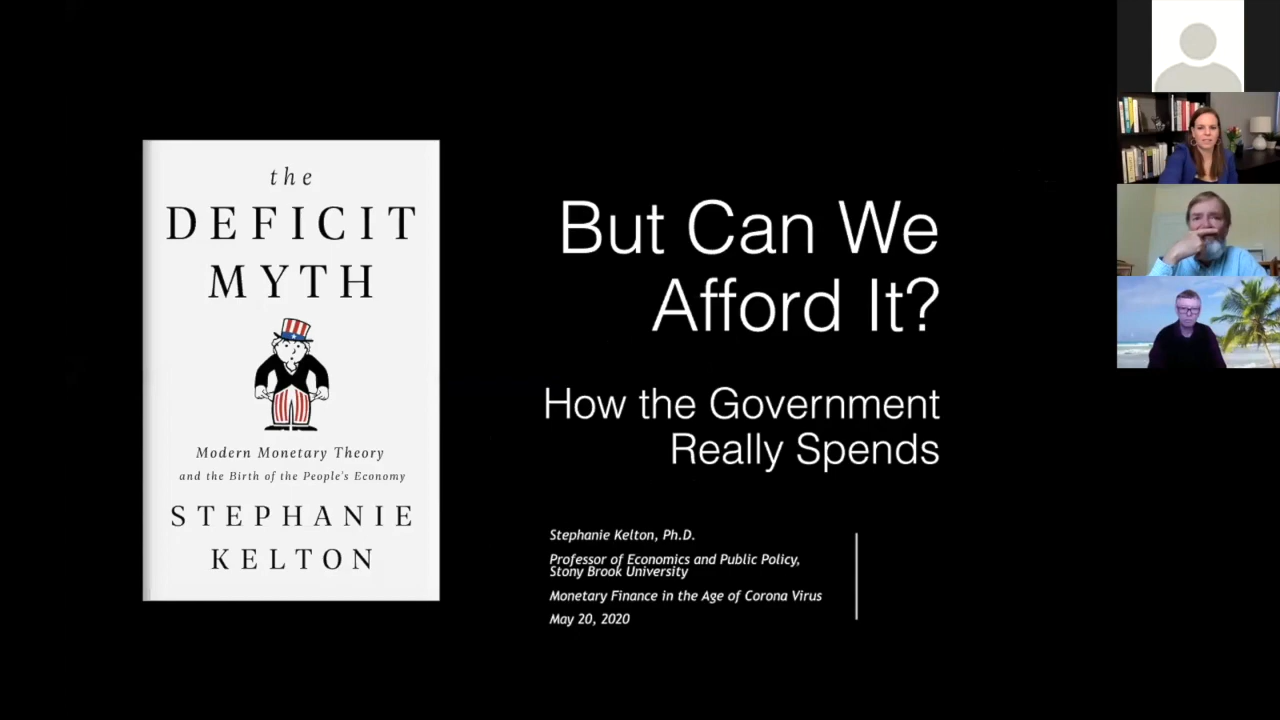 the
DEFICIT
MYTH
Modern Monetary Theory
and the Birth of the People's Economy
STEPHANIE
KELTON
But Can We
Afford It?
How the Government
Really Spends
Stephanie Kelton, Ph.D.
Professor of Economics and Public Policy,
Stony Brook University
Monetary Finance in the Age of Corona Virus
May 20, 2020